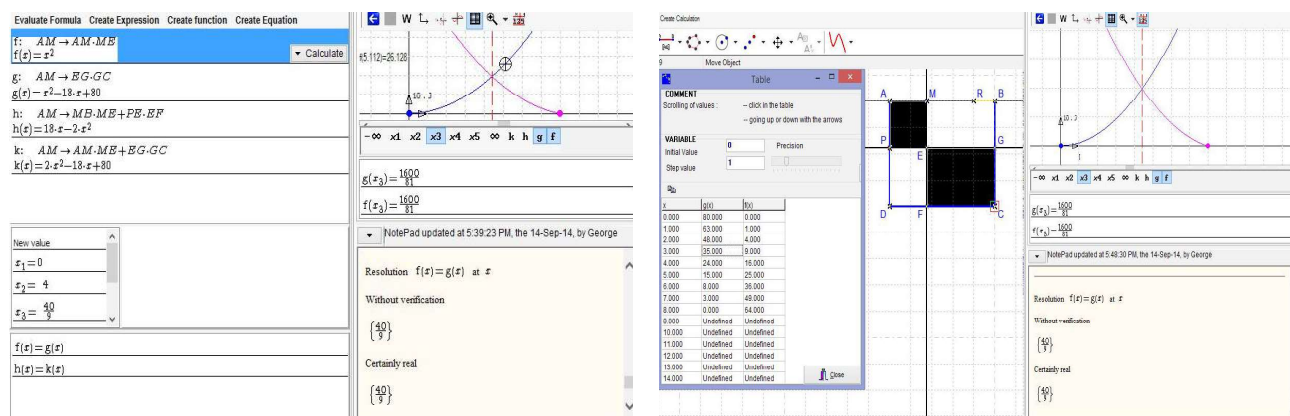 Evaluate Formula Create Expression Create function Create Equation
f: AM→AM·ME
f(x)=x²
Calculate
g: AM→EG·GC
g(x)=x²−18·x+80
h: AM→MB·ME+PE·EF
h(x)=18·x−2·x²
k: AM→AM·ME+EG·GC
k(x)=2·x²−18·x+80
New value
x₁=0
x₂= 4
x₃= 40/9
f(x)=g(x)
h(x)=k(x)
W
f(5.112)=26.128
10. J
−∞ x1 x2 x3 x4 x5 ∞ k h g f
g(x₃)=1600/81
f(x₃)=1600/81
NotePad updated at 5:39:23 PM, the 14-Sep-14, by George
Resolution f(x)=g(x) at x
Without verification
{40/9}
Certainly real
{40/9}
Create Calculation
9 Move Object
Table
COMMENT
Scrolling of values : -- click in the table
-- going up or down with the arrows
VARIABLE
Initial Value 0 Precision
Step value 1
x g(x) f(x)
0.000 80.000 0.000
1.000 63.000 1.000
2.000 48.000 4.000
3.000 35.000 9.000
4.000 24.000 16.000
5.000 15.000 25.000
6.000 8.000 36.000
7.000 3.000 49.000
8.000 0.000 64.000
9.000 Undefined Undefined
10.000 Undefined Undefined
11.000 Undefined Undefined
12.000 Undefined Undefined
13.000 Undefined Undefined
14.000 Undefined Undefined
Close
A M R B
P E G
D F C
W
10. J
I
−∞ x1 x2 x3 x4 x5 ∞ k h g f
g(x₃)=1600/81
f(x₃)=1600/81
NotePad updated at 5:48:30 PM, the 14-Sep-14, by George
Resolution f(x)=g(x) at x
Without verification
{40/9}
Certainly real
{40/9}